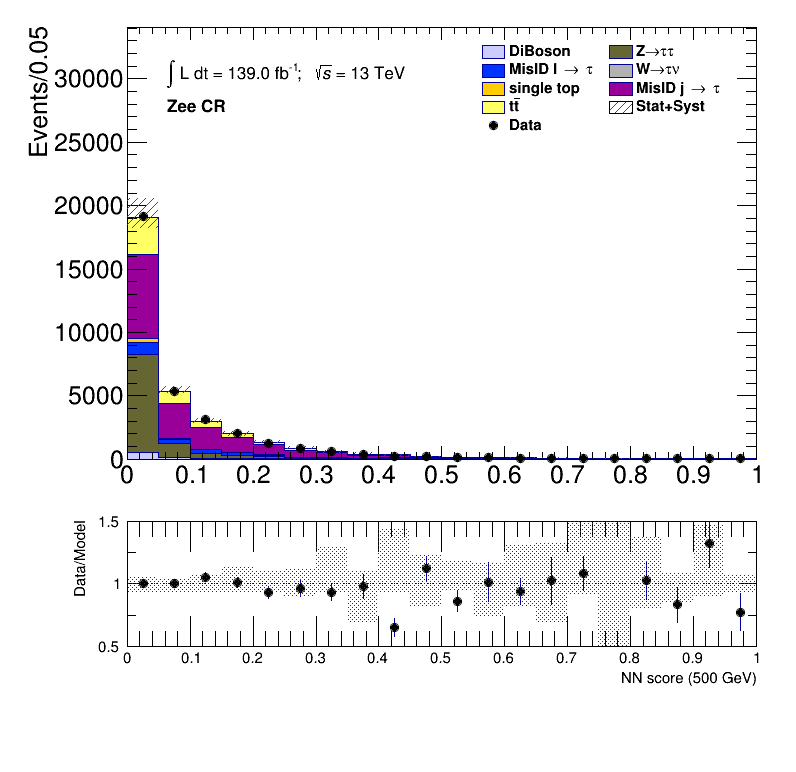 Events/0.05
∫ L dt = 139.0 fb⁻¹; √s = 13 TeV
Zee CR
DiBoson
MisID l → τ
single top
tt̄
Data
Z→ττ
W→τν
MisID j → τ
Stat+Syst
30000
25000
20000
15000
10000
5000
0
0 0.1 0.2 0.3 0.4 0.5 0.6 0.7 0.8 0.9 1
Data/Model
1.5
1
0.5
0 0.1 0.2 0.3 0.4 0.5 0.6 0.7 0.8 0.9 1
NN score (500 GeV)